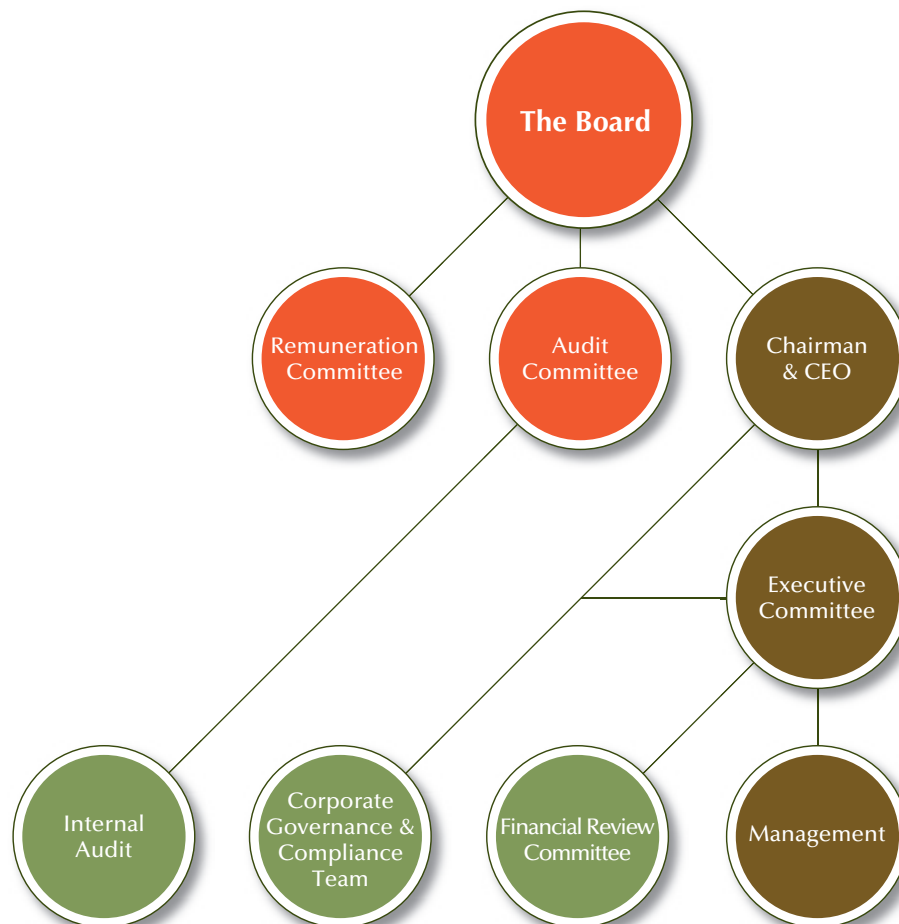 The Board
Remuneration
Committee
Audit
Committee
Chairman
& CEO
Executive
Committee
Internal
Audit
Corporate
Governance &
Compliance
Team
Financial Review
Committee
Management